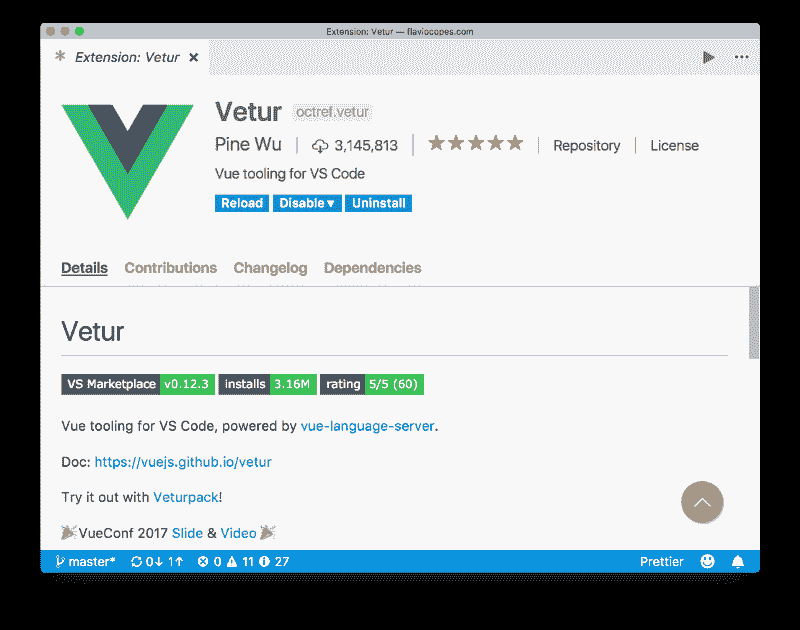 Extension: Vetur — flaviocopes.com
Extension: Vetur ×
Vetur octref.vetur
Pine Wu | 3,145,813 | ★★★★★ | Repository | License
Vue tooling for VS Code
Reload Disable▾ Uninstall
Details Contributions Changelog Dependencies
Vetur
VS Marketplace v0.12.3 installs 3.16M rating 5/5 (60)
Vue tooling for VS Code, powered by vue-language-server.
Doc: https://vuejs.github.io/vetur
Try it out with Veturpack!
🎉VueConf 2017 Slide & Video 🎉
master* 0↓ 1↑ 0 11 27 Prettier